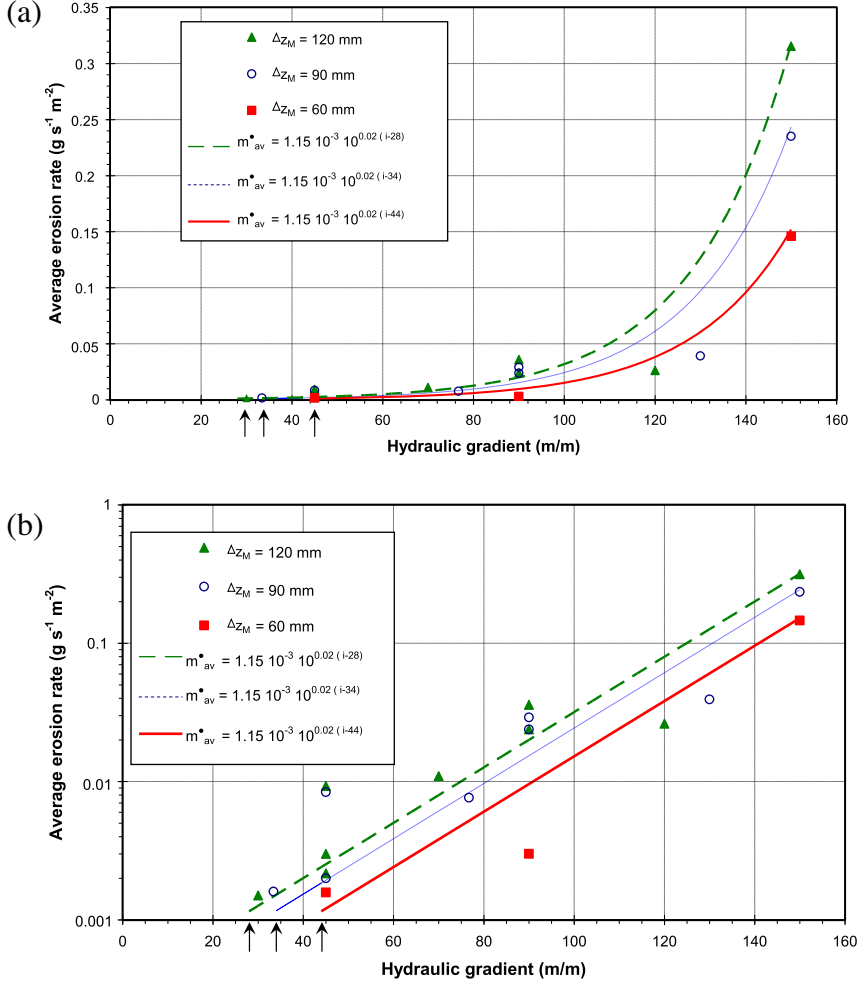 (a)
0.35
0.3
0.25
0.2
0.15
0.1
0.05
0
Average erosion rate (g s⁻¹ m⁻²)
Δz_M = 120 mm
Δz_M = 90 mm
Δz_M = 60 mm
m•_av = 1.15 10⁻³ 10^0.02 (i-28)
m•_av = 1.15 10⁻³ 10^0.02 (i-34)
m•_av = 1.15 10⁻³ 10^0.02 (i-44)
0 20 40 60 80 100 120 140 160
Hydraulic gradient (m/m)
(b)
1
0.1
0.01
0.001
Average erosion rate (g s⁻¹ m⁻²)
Δz_M = 120 mm
Δz_M = 90 mm
Δz_M = 60 mm
m•_av = 1.15 10⁻³ 10^0.02 (i-28)
m•_av = 1.15 10⁻³ 10^0.02 (i-34)
m•_av = 1.15 10⁻³ 10^0.02 (i-44)
0 20 40 60 80 100 120 140 160
Hydraulic gradient (m/m)